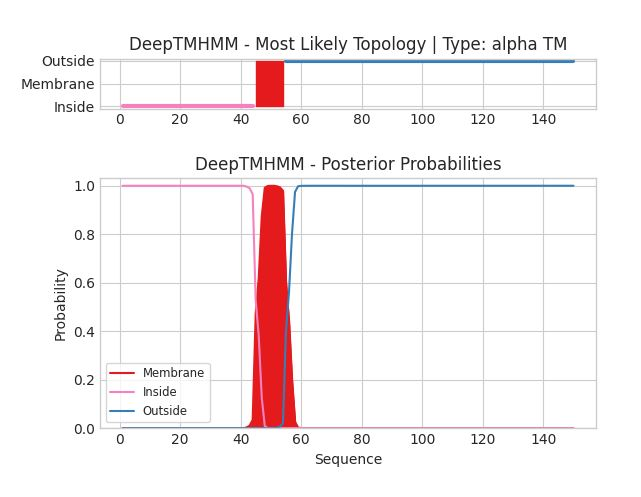 DeepTMHMM - Most Likely Topology | Type: alpha TM
Outside
Membrane
Inside
0 20 40 60 80 100 120 140
DeepTMHMM - Posterior Probabilities
1.0
0.8
0.6
0.4
0.2
0.0
Probability
Membrane
Inside
Outside
0 20 40 60 80 100 120 140
Sequence